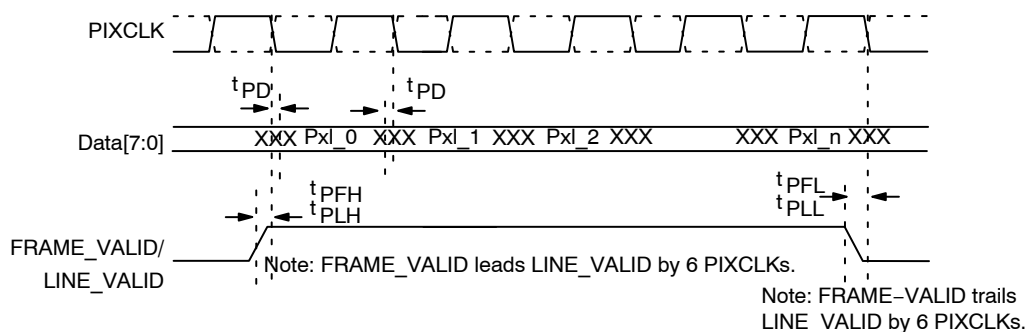 PIXCLK
tPD
tPD
Data[7:0]
XXX Pxl_0 XXX Pxl_1 XXX Pxl_2 XXX XXX Pxl_n XXX
tPFH
tPLH
tPFL
tPLL
FRAME_VALID/
LINE_VALID
Note: FRAME_VALID leads LINE_VALID by 6 PIXCLKs.
Note: FRAME−VALID trails
LINE_VALID by 6 PIXCLKs.